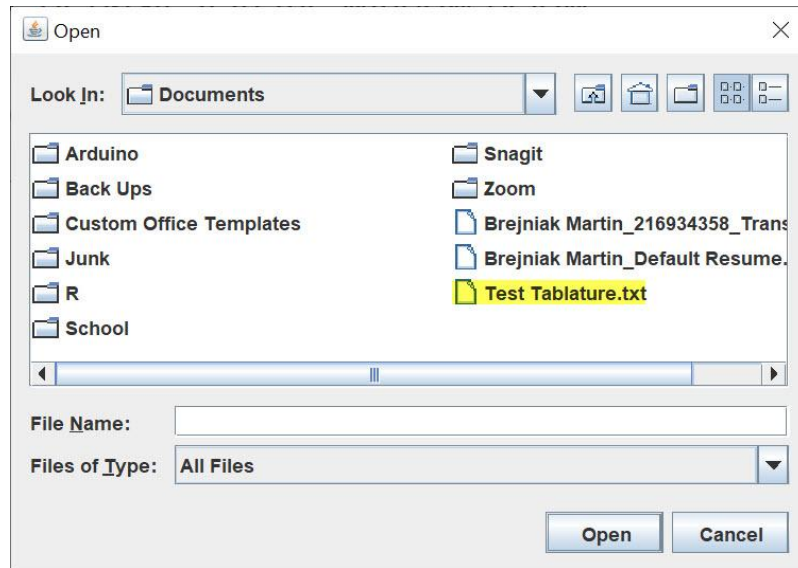 Open
Look In: Documents
Arduino
Back Ups
Custom Office Templates
Junk
R
School
Snagit
Zoom
Brejniak Martin_216934358_Trans
Brejniak Martin_Default Resume.
Test Tablature.txt
File Name:
Files of Type: All Files
Open Cancel